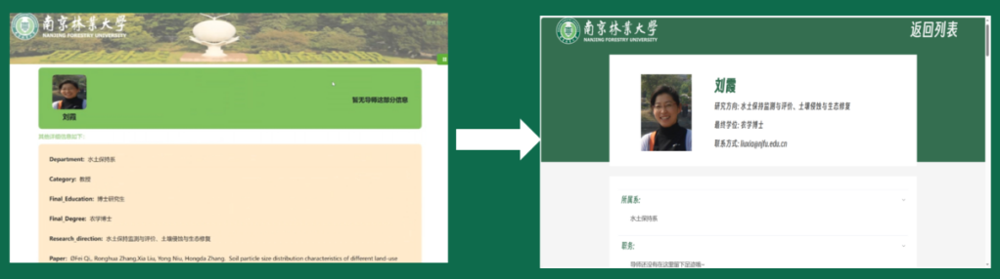 南京林业大学
NANJING FORESTRY UNIVERSITY
刘霞
暂无导师这部分信息
其他详细信息如下：
Department: 水土保持系
Category: 教授
Final_Education: 博士研究生
Final_Degree: 农学博士
Research_direction: 水土保持监测与评价、土壤侵蚀与生态修复
Paper: ①Fei Qi, Ronghua Zhang,Xia Liu, Yong Niu, Hongda Zhang. Soil particle size distribution characteristics of different land-use
南京林业大学
NANJING FORESTRY UNIVERSITY
返回列表
刘霞
研究方向: 水土保持监测与评价、土壤侵蚀与生态修复
最终学位: 农学博士
联系方式: liuxia@njfu.edu.cn
所属系:
水土保持系
职务:
导师还没有在这里留下足迹哦~